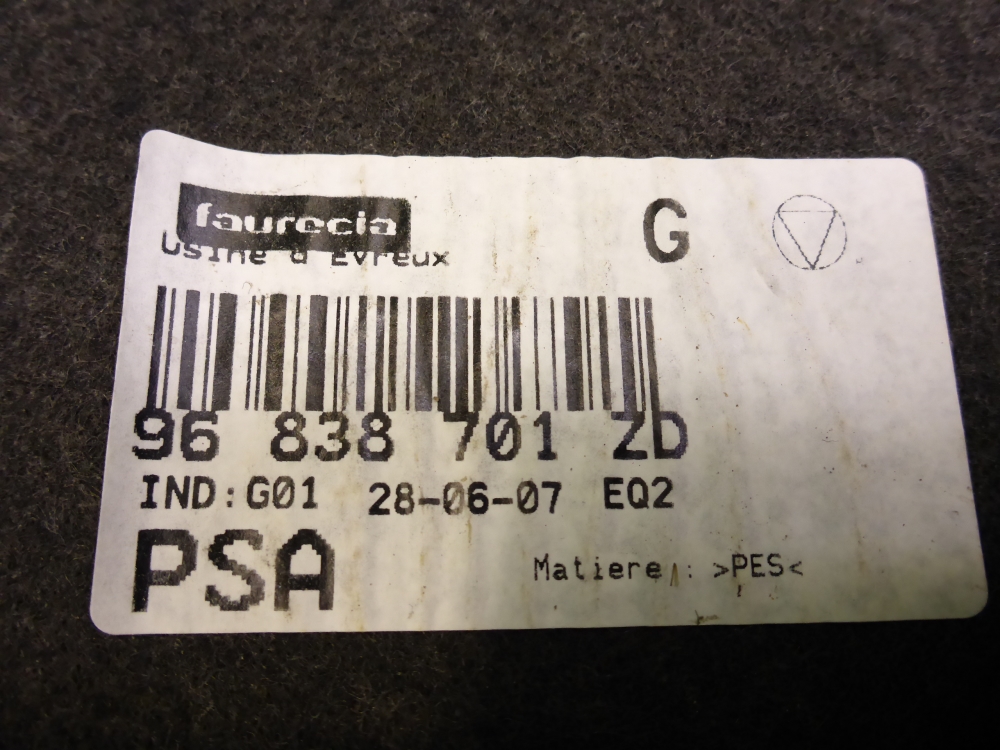 faurecia
G
Usine d'Evreux
96 838 701 ZD
IND:G01 28-06-07 EQ2
PSA
Matiere : >PES<